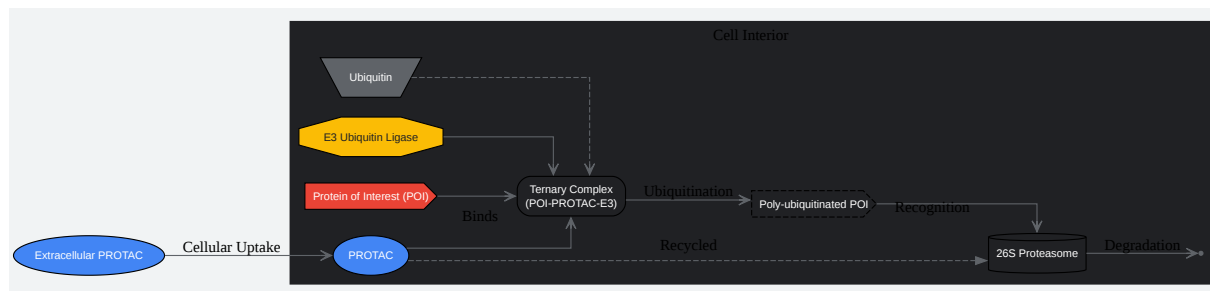 Cell Interior
Ubiquitin
E3 Ubiquitin Ligase
Protein of Interest (POI)
Binds
Ternary Complex
(POI-PROTAC-E3)
Ubiquitination
Poly-ubiquitinated POI
Recognition
Extracellular PROTAC
Cellular Uptake
PROTAC
Recycled
26S Proteasome
Degradation